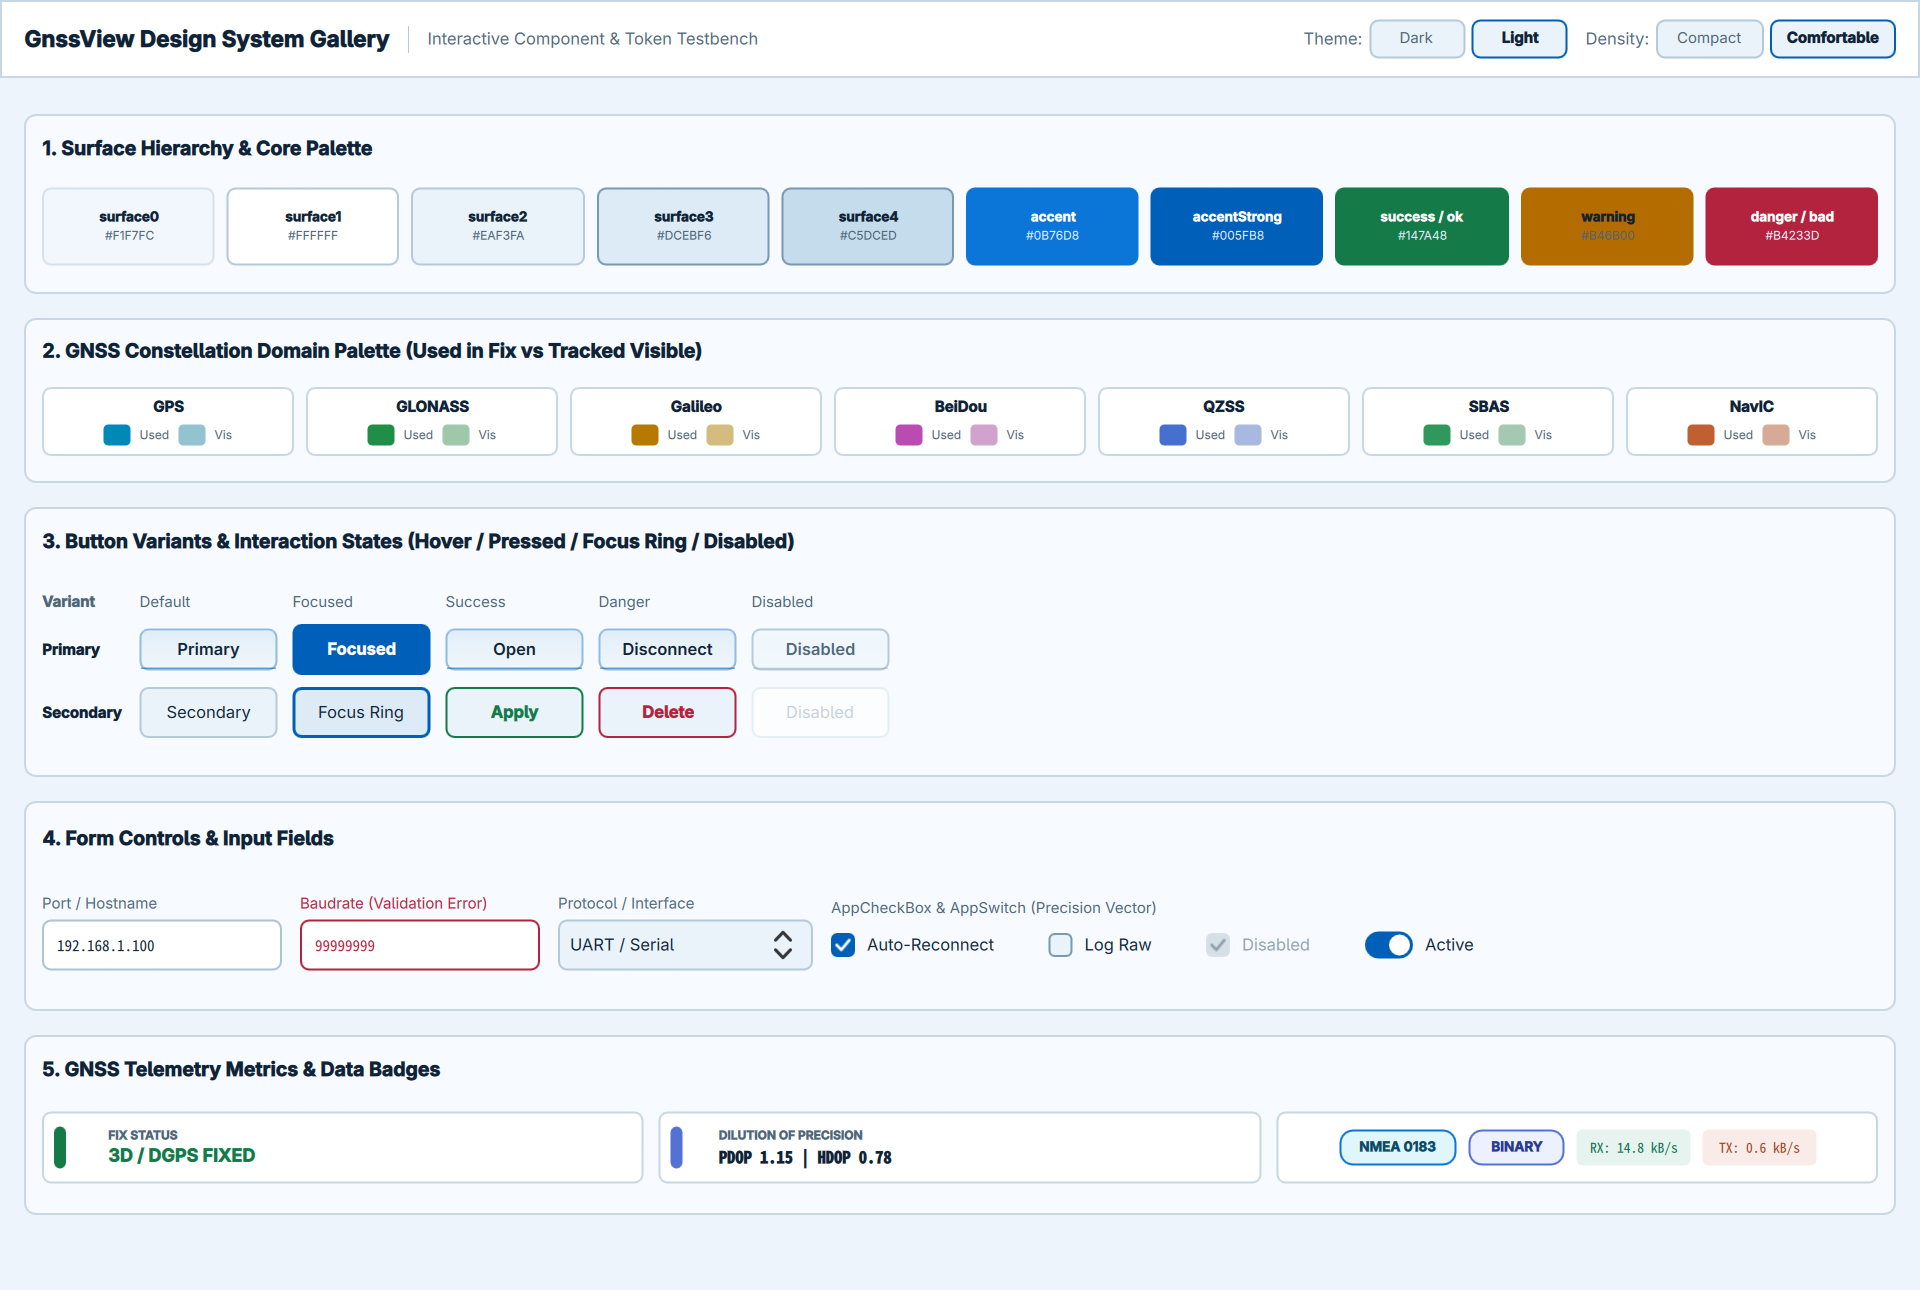 GnssView Design System Gallery
Interactive Component & Token Testbench
Theme: Dark Light Density: Compact Comfortable
1. Surface Hierarchy & Core Palette
surface0 surface1 surface2 surface3 surface4 accent accentStrong success / ok warning danger / bad
#F1F7FC #FFFFFF #EAF3FA #DCEBF6 #C5DCED #0B76D8 #005FB8 #147A48 #B46B00 #B4233D
2. GNSS Constellation Domain Palette (Used in Fix vs Tracked Visible)
GPS GLONASS Galileo BeiDou QZSS SBAS NavIC
Used Vis Used Vis Used Vis Used Vis Used Vis Used Vis Used Vis
3. Button Variants & Interaction States (Hover / Pressed / Focus Ring / Disabled)
Variant Default Focused Success Danger Disabled
Primary Primary Focused Open Disconnect Disabled
Secondary Secondary Focus Ring Apply Delete Disabled
4. Form Controls & Input Fields
Port / Hostname Baudrate (Validation Error) Protocol / Interface AppCheckBox & AppSwitch (Precision Vector)
192.168.1.100 99999999 UART / Serial Auto-Reconnect Log Raw Disabled Active
5. GNSS Telemetry Metrics & Data Badges
FIX STATUS
3D / DGPS FIXED
DILUTION OF PRECISION
PDOP 1.15 | HDOP 0.78
NMEA 0183 BINARY RX: 14.8 kB/s TX: 0.6 kB/s